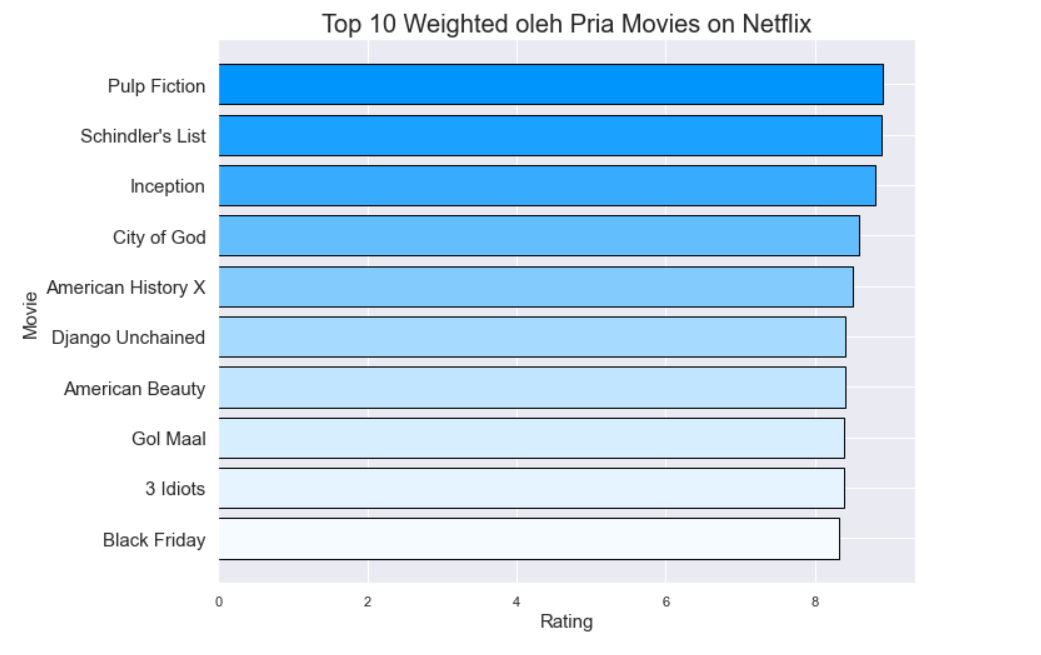 Top 10 Weighted oleh Pria Movies on Netflix
Pulp Fiction
Schindler's List
Inception
City of God
American History X
Django Unchained
American Beauty
Gol Maal
3 Idiots
Black Friday
Movie
0 2 4 6 8
Rating